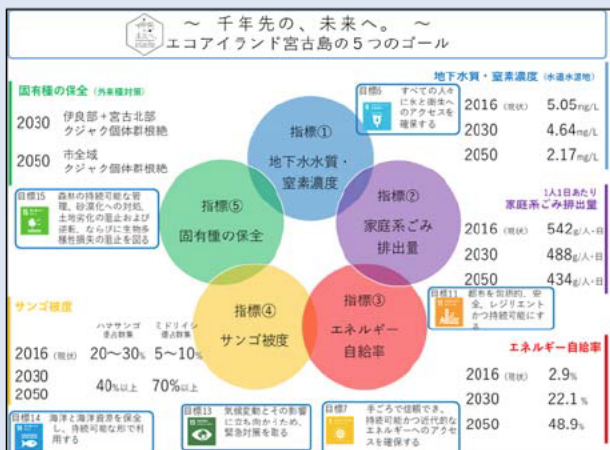 ～ 千年先の、未来へ。 ～
エコアイランド宮古島の５つのゴール
固有種の保全 (外来種対策)
2030 伊良部＋宮古北部
クジャク個体群根絶
2050 市全域
クジャク個体群根絶
目標15 森林の持続可能な管
理、砂漠化への対処、
土地劣化の阻止および
逆転、ならびに生物多
様性損失の阻止を図る
サンゴ被度
ハナサンゴ
ミドリイシ
2016 (現状) 20～30% 5～10%
2030
2050
40%以上 70%以上
目標14 海洋と海洋資源を保全
し、持続可能な形で利
用する
指標①
地下水水質・
窒素濃度
指標②
家庭系ごみ
排出量
指標③
エネルギー
自給率
指標④
サンゴ被度
指標⑤
固有種の保全
目標6 すべての人々
に水と衛生へ
のアクセスを
確保する
地下水質・窒素濃度 (水道水源地)
2016 (現状) 5.05mg/L
2030 4.64mg/L
2050 2.17mg/L
1人1日あたり
家庭系ごみ排出量
2016 (現状) 542g/人・日
2030 488g/人・日
2050 434g/人・日
目標11 都市を包摂的、安
全、レジリエント
かつ持続可能にす
る
エネルギー自給率
2016 (現状) 2.9%
2030 22.1%
2050 48.9%
目標13 気候変動とその影響
に立ち向かうため、
緊急対策を取る
目標7 手ごろで信頼でき、
持続可能かつ近代的な
エネルギーへのアクセ
スを確保する